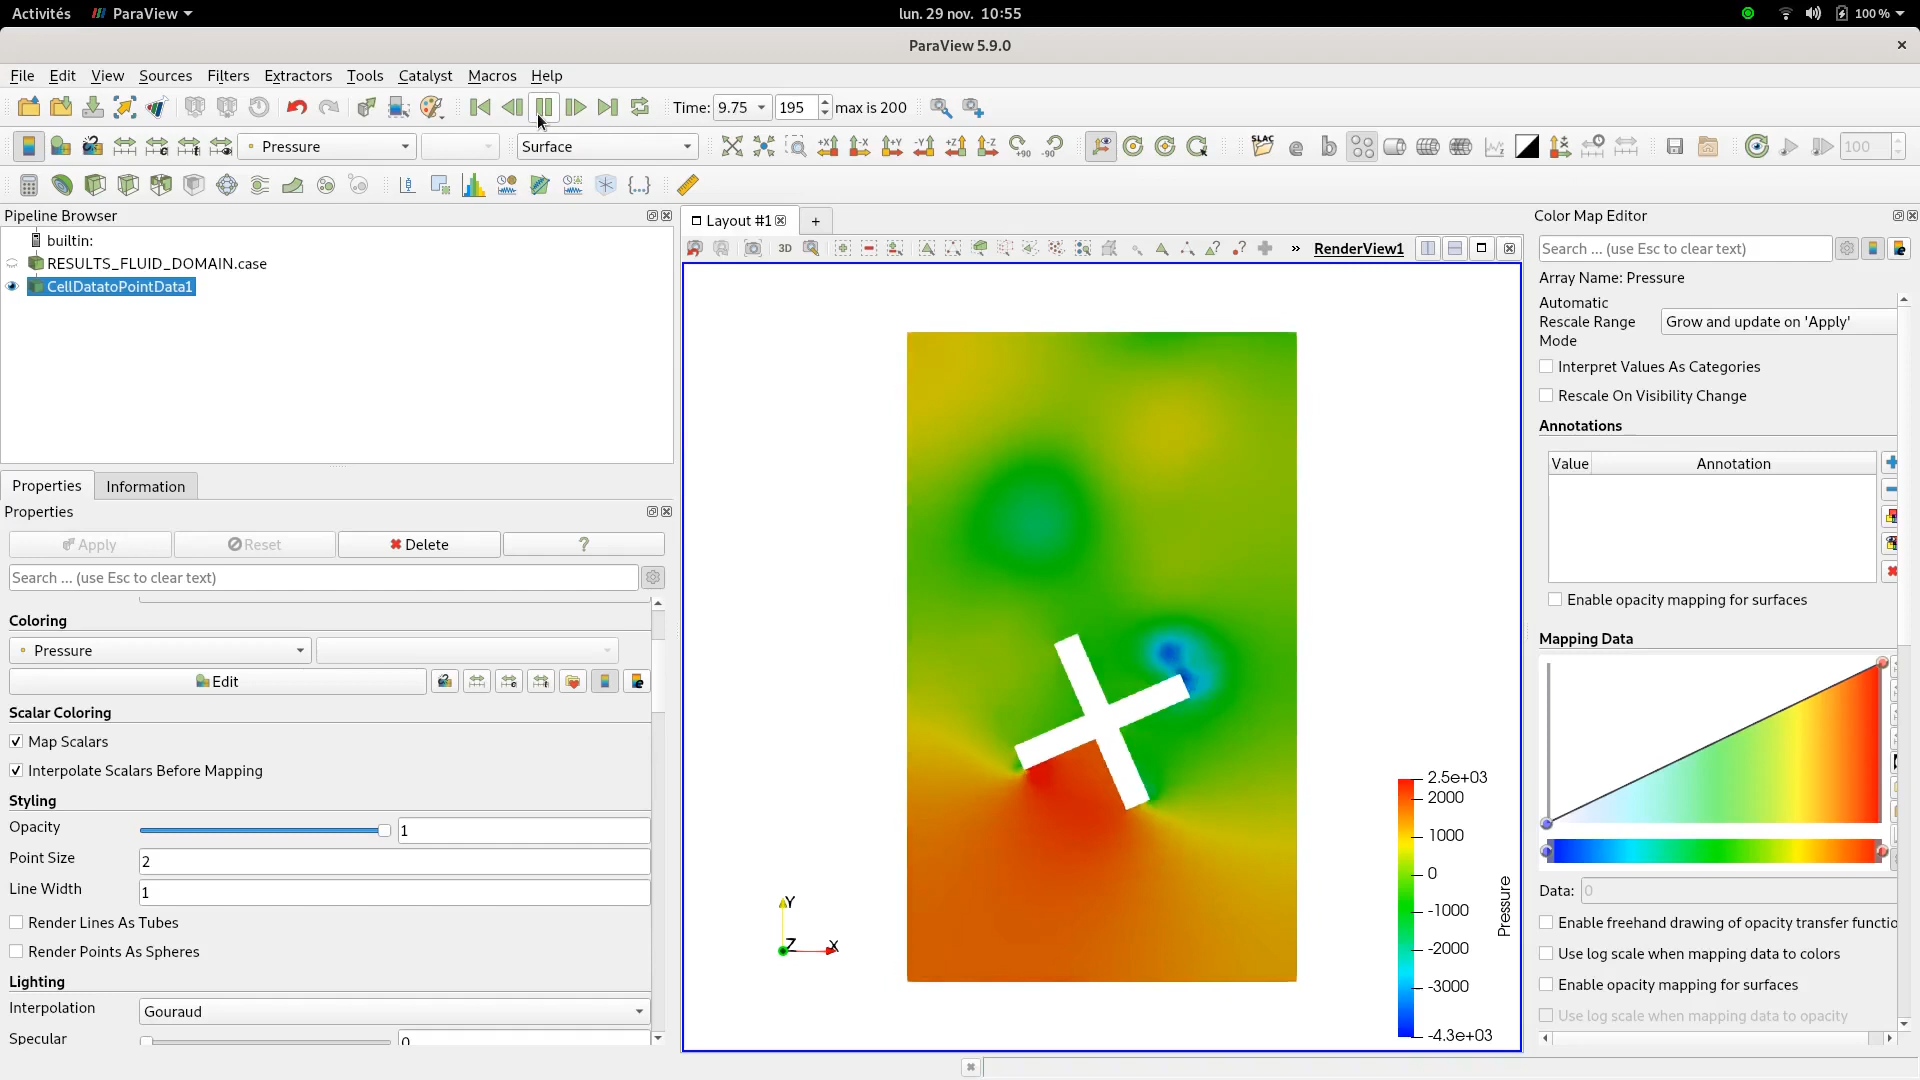 Activités ParaView lun. 29 nov. 10:55 100 %
ParaView 5.9.0
File Edit View Sources Filters Extractors Tools Catalyst Macros Help
Time: 9.75 195 max is 200
Pressure Surface +X -X +Y -Y +Z -Z +90 -90 SLAC 100
Pipeline Browser
builtin:
RESULTS_FLUID_DOMAIN.case
CellDatatoPointData1
Properties Information
Properties
Apply Reset Delete ?
Search ... (use Esc to clear text)
Coloring
Pressure
Edit
Scalar Coloring
Map Scalars
Interpolate Scalars Before Mapping
Styling
Opacity 1
Point Size 2
Line Width 1
Render Lines As Tubes
Render Points As Spheres
Lighting
Interpolation Gouraud
Specular 0
Layout #1 +
3D » RenderView1
2.5e+03
2000
1000
0
-1000
-2000
-3000
-4.3e+03
Pressure
Y
Z X
Color Map Editor
Search ... (use Esc to clear text)
Array Name: Pressure
Automatic
Rescale Range
Mode
Grow and update on 'Apply'
Interpret Values As Categories
Rescale On Visibility Change
Annotations
Value Annotation
Enable opacity mapping for surfaces
Mapping Data
Data: 0
Enable freehand drawing of opacity transfer functio
Use log scale when mapping data to colors
Enable opacity mapping for surfaces
Use log scale when mapping data to opacity